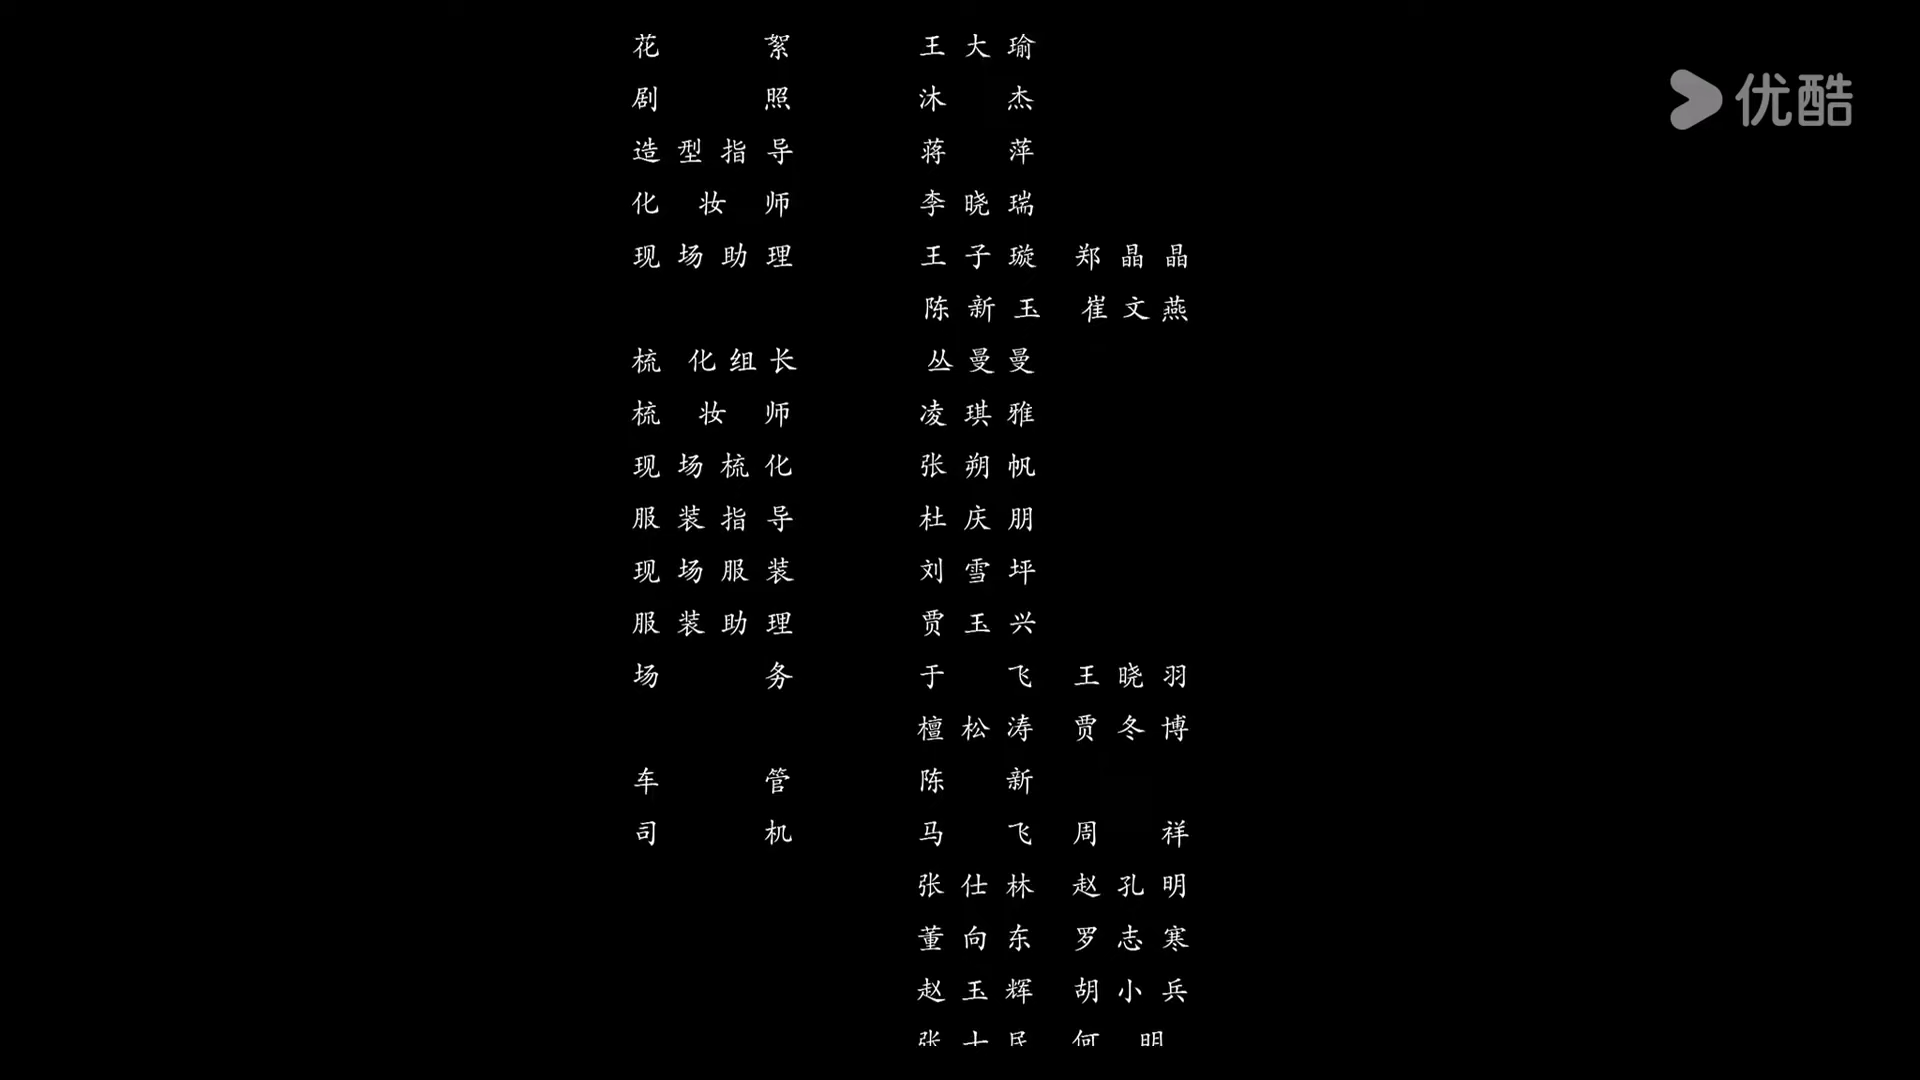 花絮 王大瑜
优酷
剧照 沐杰
造型指导 蒋萍
化妆师 李晓瑞
现场助理 王子璇 郑晶晶
陈新玉 崔文燕
梳化组长 丛曼曼
梳妆师 凌琪雅
现场梳化 张朔帆
服装指导 杜庆朋
现场服装 刘雪坪
服装助理 贾玉兴
场务 于飞 王晓羽
檀松涛 贾冬博
车管 陈新
司机 马飞 周祥
张仕林 赵孔明
董向东 罗志寒
赵玉辉 胡小兵